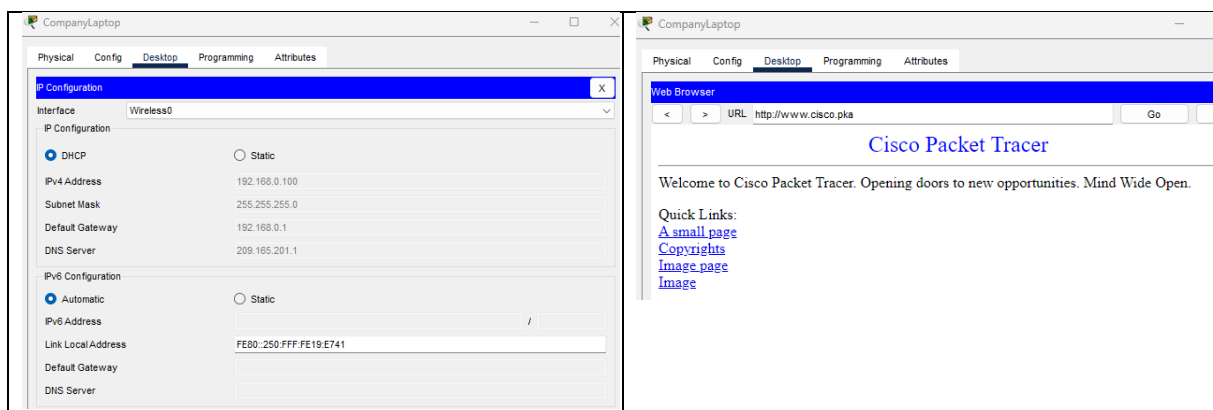 CompanyLaptop
Physical Config Desktop Programming Attributes
IP Configuration X
Interface Wireless0
IP Configuration
DHCP Static
IPv4 Address 192.168.0.100
Subnet Mask 255.255.255.0
Default Gateway 192.168.0.1
DNS Server 209.165.201.1
IPv6 Configuration
Automatic Static
IPv6 Address /
Link Local Address FE80::250:FFF:FE19:E741
Default Gateway
DNS Server
CompanyLaptop
Physical Config Desktop Programming Attributes
Web Browser
< > URL http://www.cisco.pka Go
Cisco Packet Tracer
Welcome to Cisco Packet Tracer. Opening doors to new opportunities. Mind Wide Open.
Quick Links:
A small page
Copyrights
Image page
Image